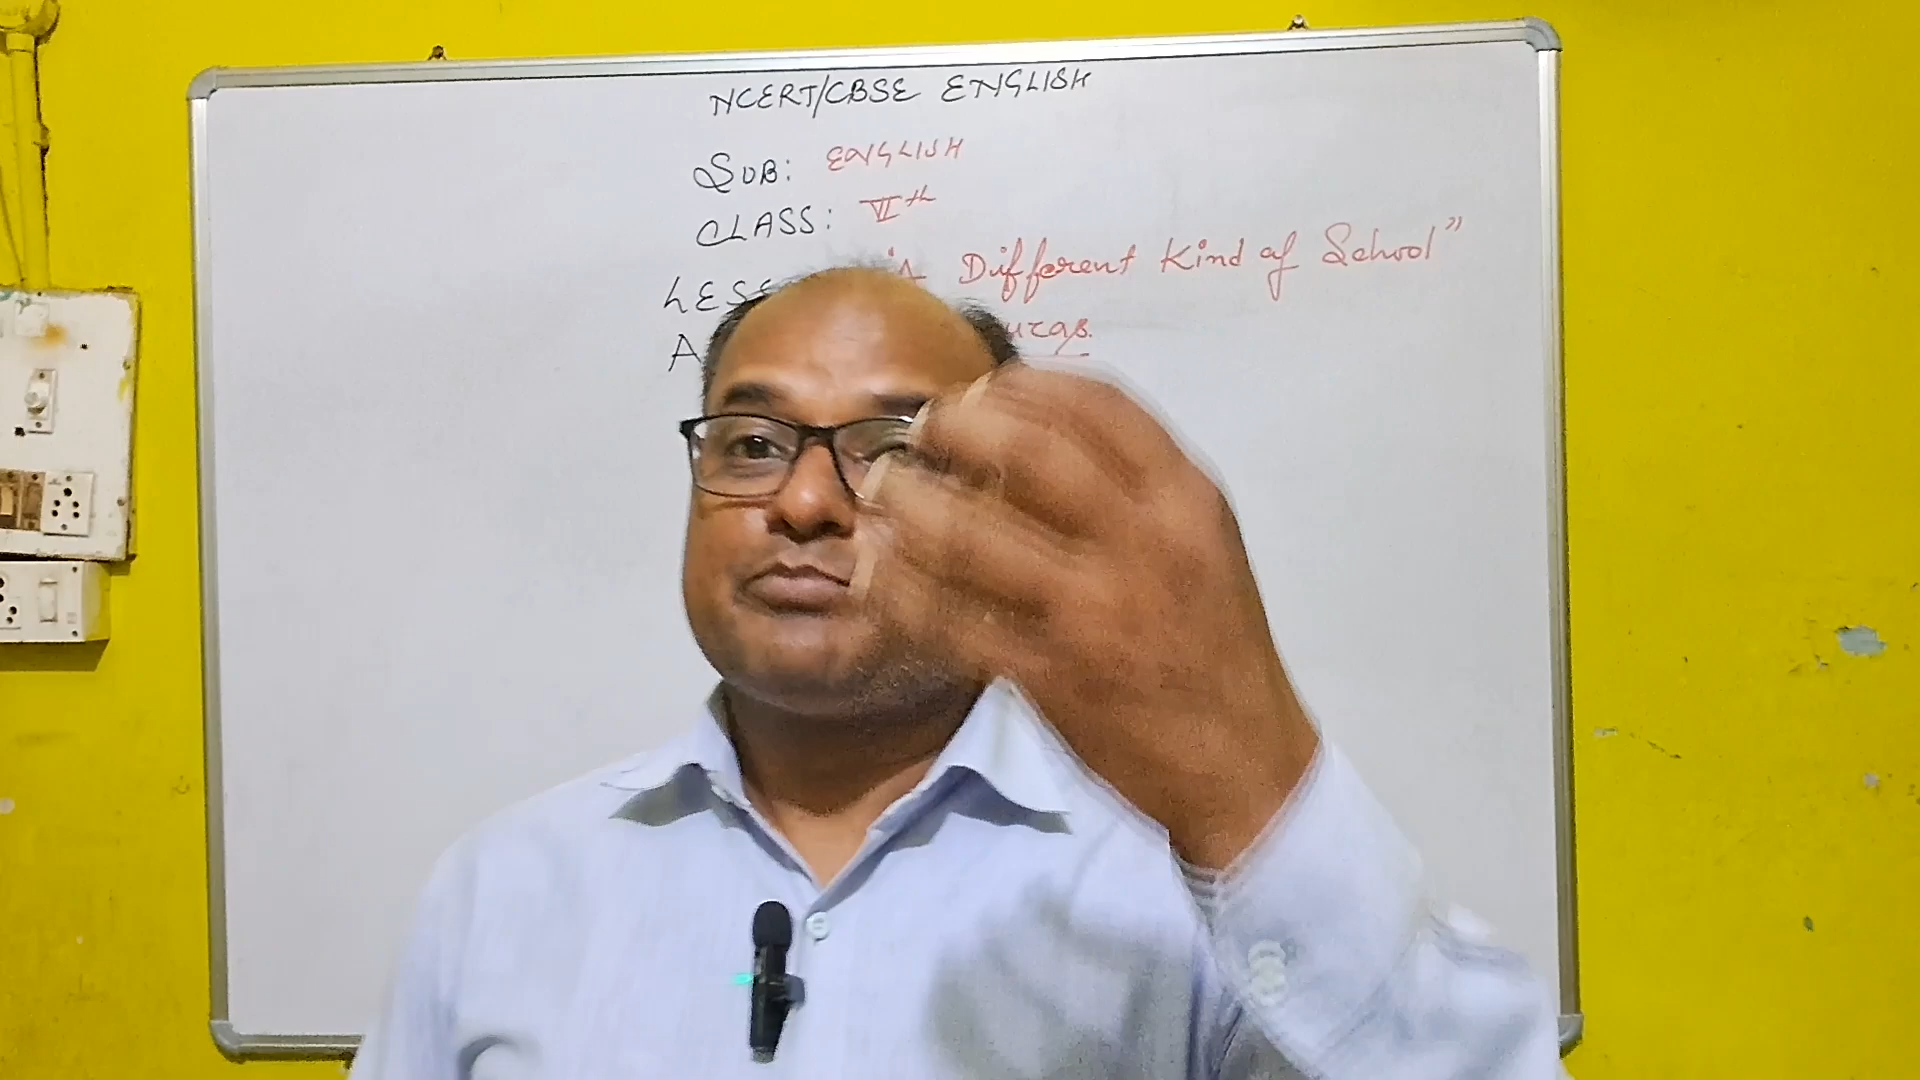 NCERT/CBSE ENGLISH
SUB: ENGLISH
CLASS: VIth
"A Different Kind of School"